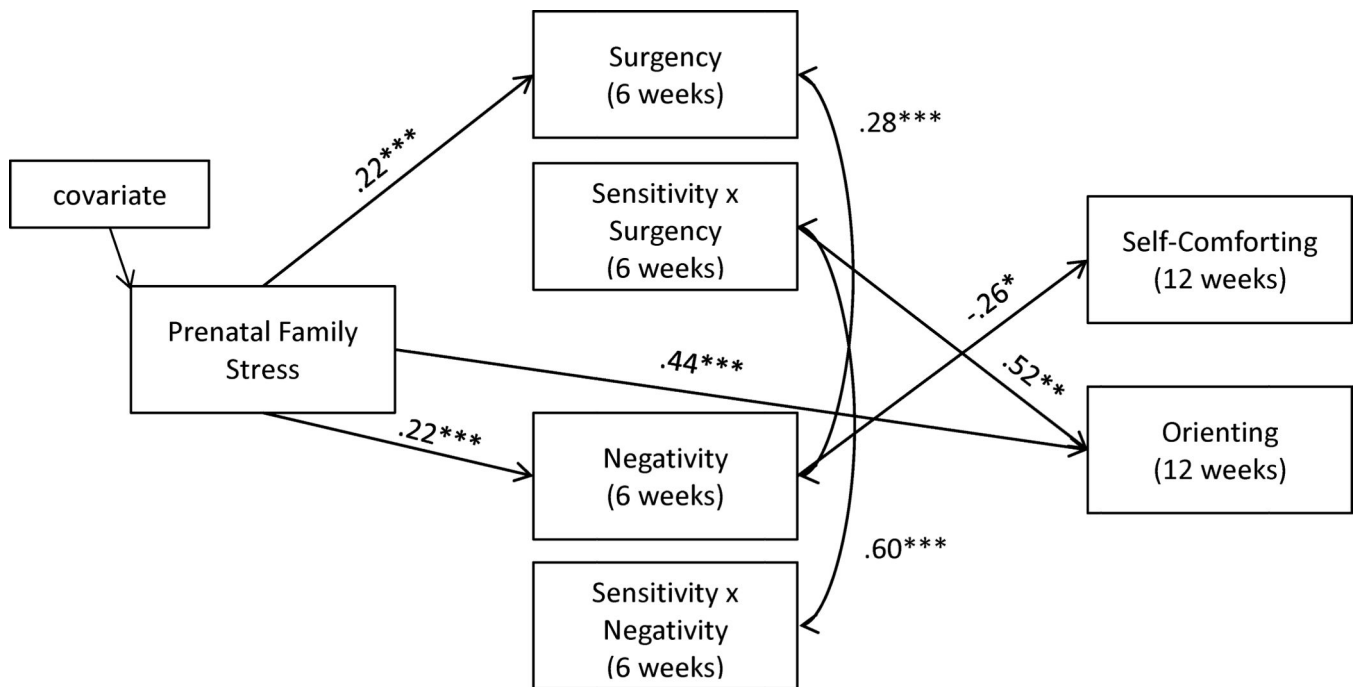 Surgency
(6 weeks)
.28***
.22***
Sensitivity x
Surgency
(6 weeks)
covariate
Self-Comforting
(12 weeks)
-.26*
Prenatal Family
Stress
.44***
.52**
.22***
Negativity
(6 weeks)
Orienting
(12 weeks)
.60***
Sensitivity x
Negativity
(6 weeks)